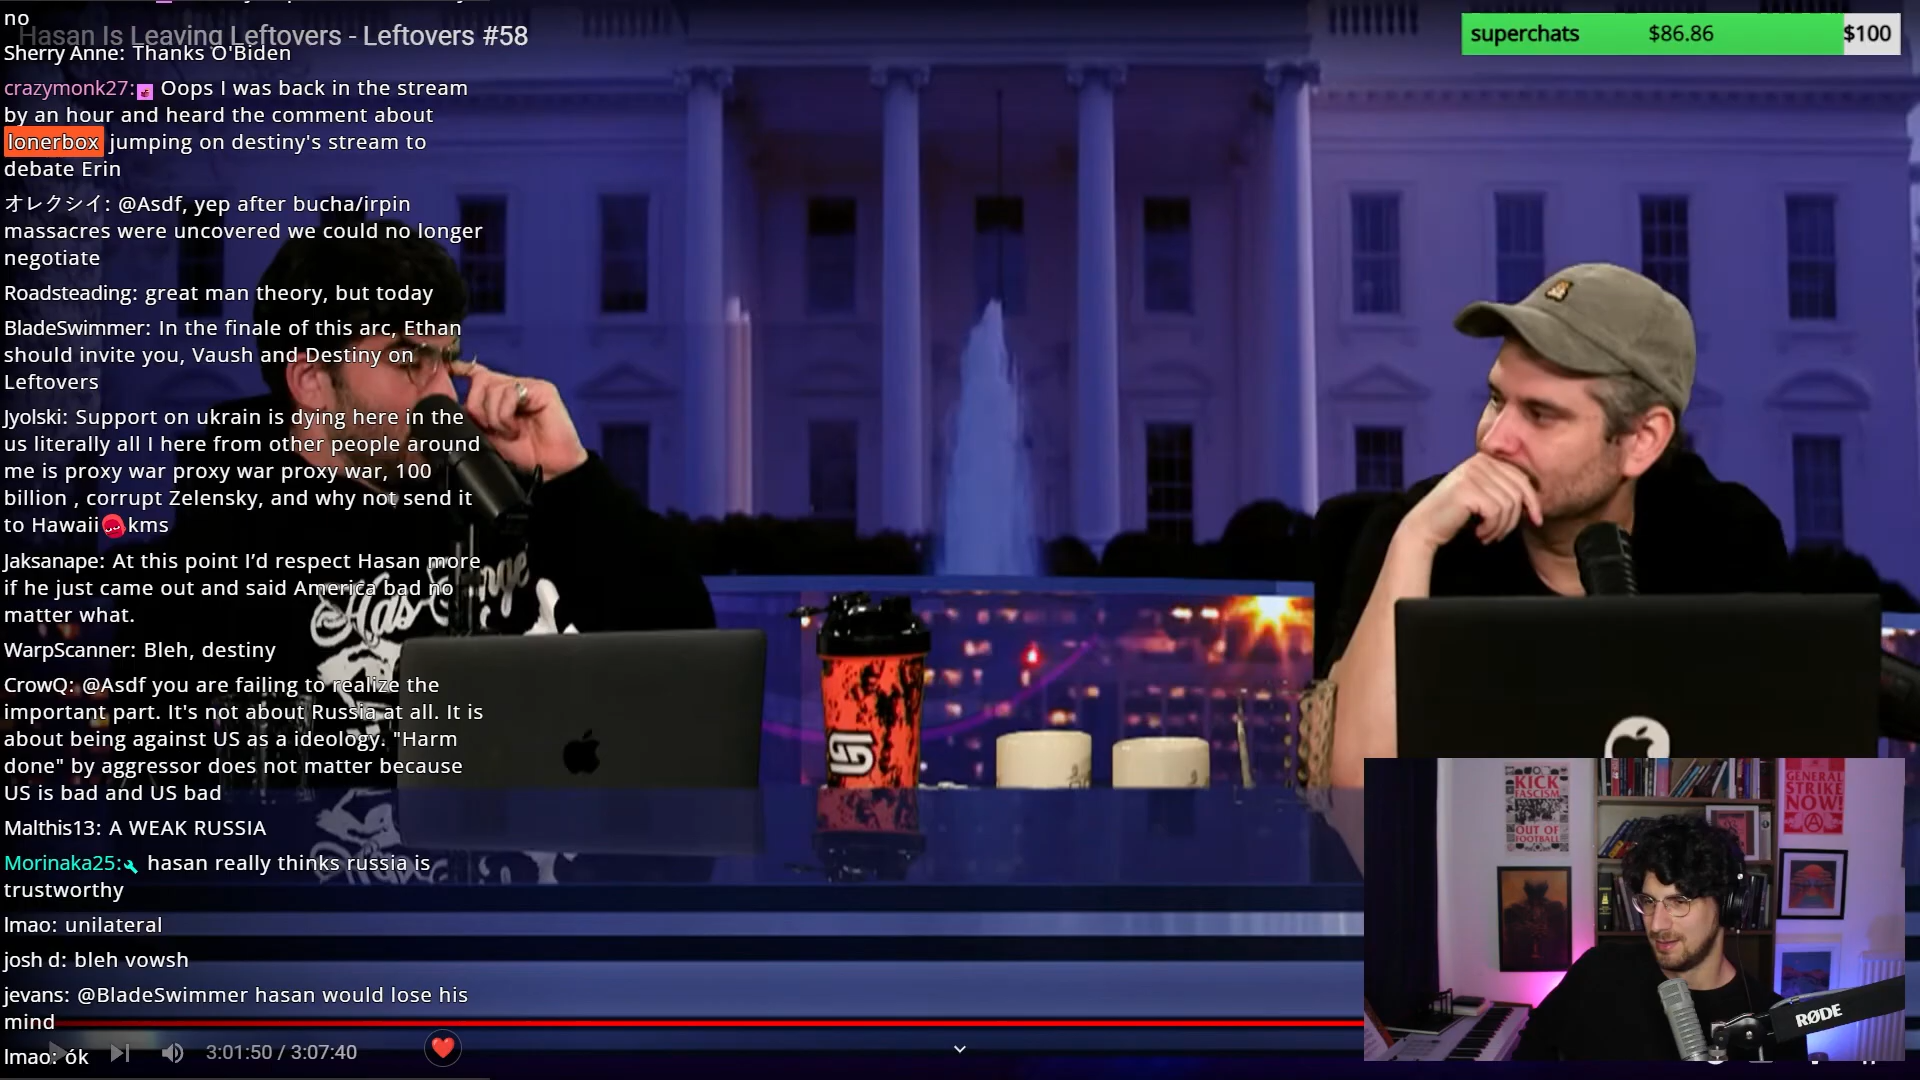 no
Hasan Is Leaving Leftovers - Leftovers #58
Sherry Anne: Thanks O'Biden
crazymonk27: Oops I was back in the stream
by an hour and heard the comment about
lonerbox jumping on destiny's stream to
debate Erin
オレクシイ: @Asdf, yep after bucha/irpin
massacres were uncovered we could no longer
negotiate
Roadsteading: great man theory, but today
BladeSwimmer: In the finale of this arc, Ethan
should invite you, Vaush and Destiny on
Leftovers
Jyolski: Support on ukrain is dying here in the
us literally all I here from other people around
me is proxy war proxy war proxy war, 100
billion , corrupt Zelensky, and why not send it
to Hawaii kms
Jaksanape: At this point I’d respect Hasan more
if he just came out and said America bad no
matter what.
WarpScanner: Bleh, destiny
CrowQ: @Asdf you are failing to realize the
important part. It's not about Russia at all. It is
about being against US as a ideology. "Harm
done" by aggressor does not matter because
US is bad and US bad
Malthis13: A WEAK RUSSIA
Morinaka25: hasan really thinks russia is
trustworthy
lmao: unilateral
josh d: bleh vowsh
jevans: @BladeSwimmer hasan would lose his
mind
lmao: ók
3:01:50 / 3:07:40
superchats $86.86 $100
KICK
FASCISM
OUT OF
FOOTBALL
GENERAL
STRIKE
NOW!
RØDE